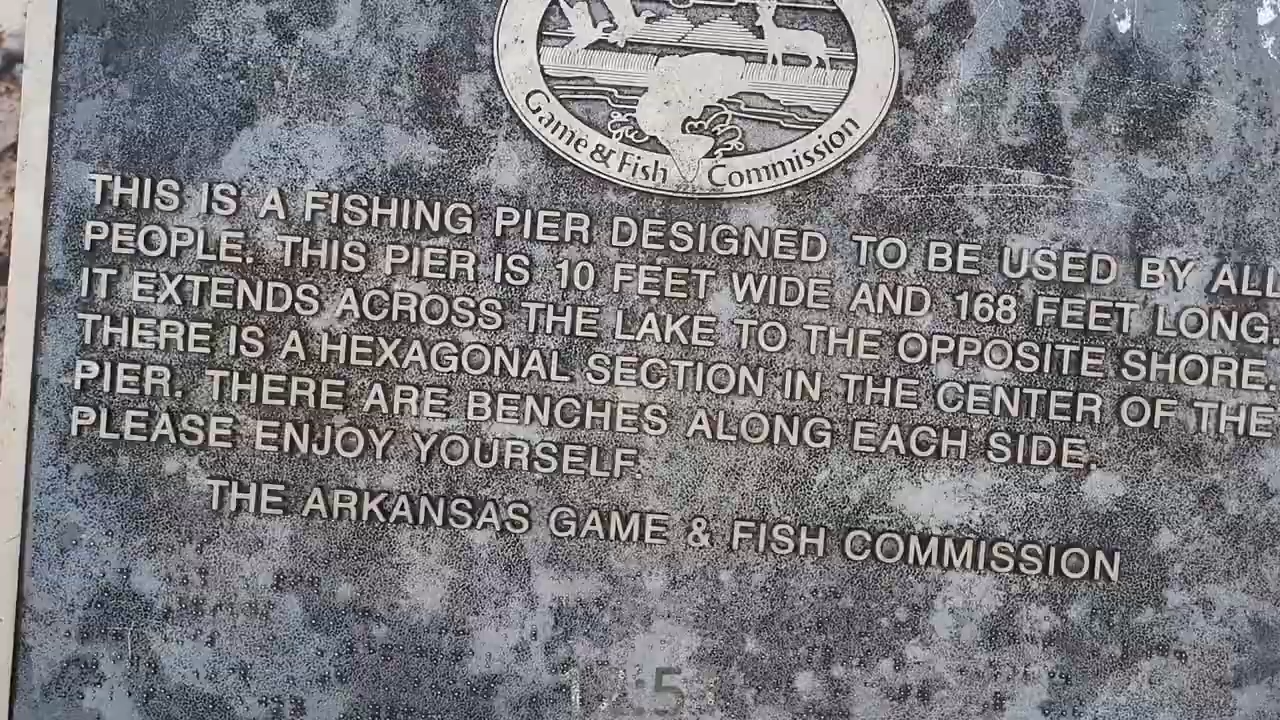 Game & Fish Commission
THIS IS A FISHING PIER DESIGNED TO BE USED BY ALL
PEOPLE. THIS PIER IS 10 FEET WIDE AND 168 FEET LONG.
IT EXTENDS ACROSS THE LAKE TO THE OPPOSITE SHORE.
THERE IS A HEXAGONAL SECTION IN THE CENTER OF THE
PIER. THERE ARE BENCHES ALONG EACH SIDE.
PLEASE ENJOY YOURSELF.
THE ARKANSAS GAME & FISH COMMISSION